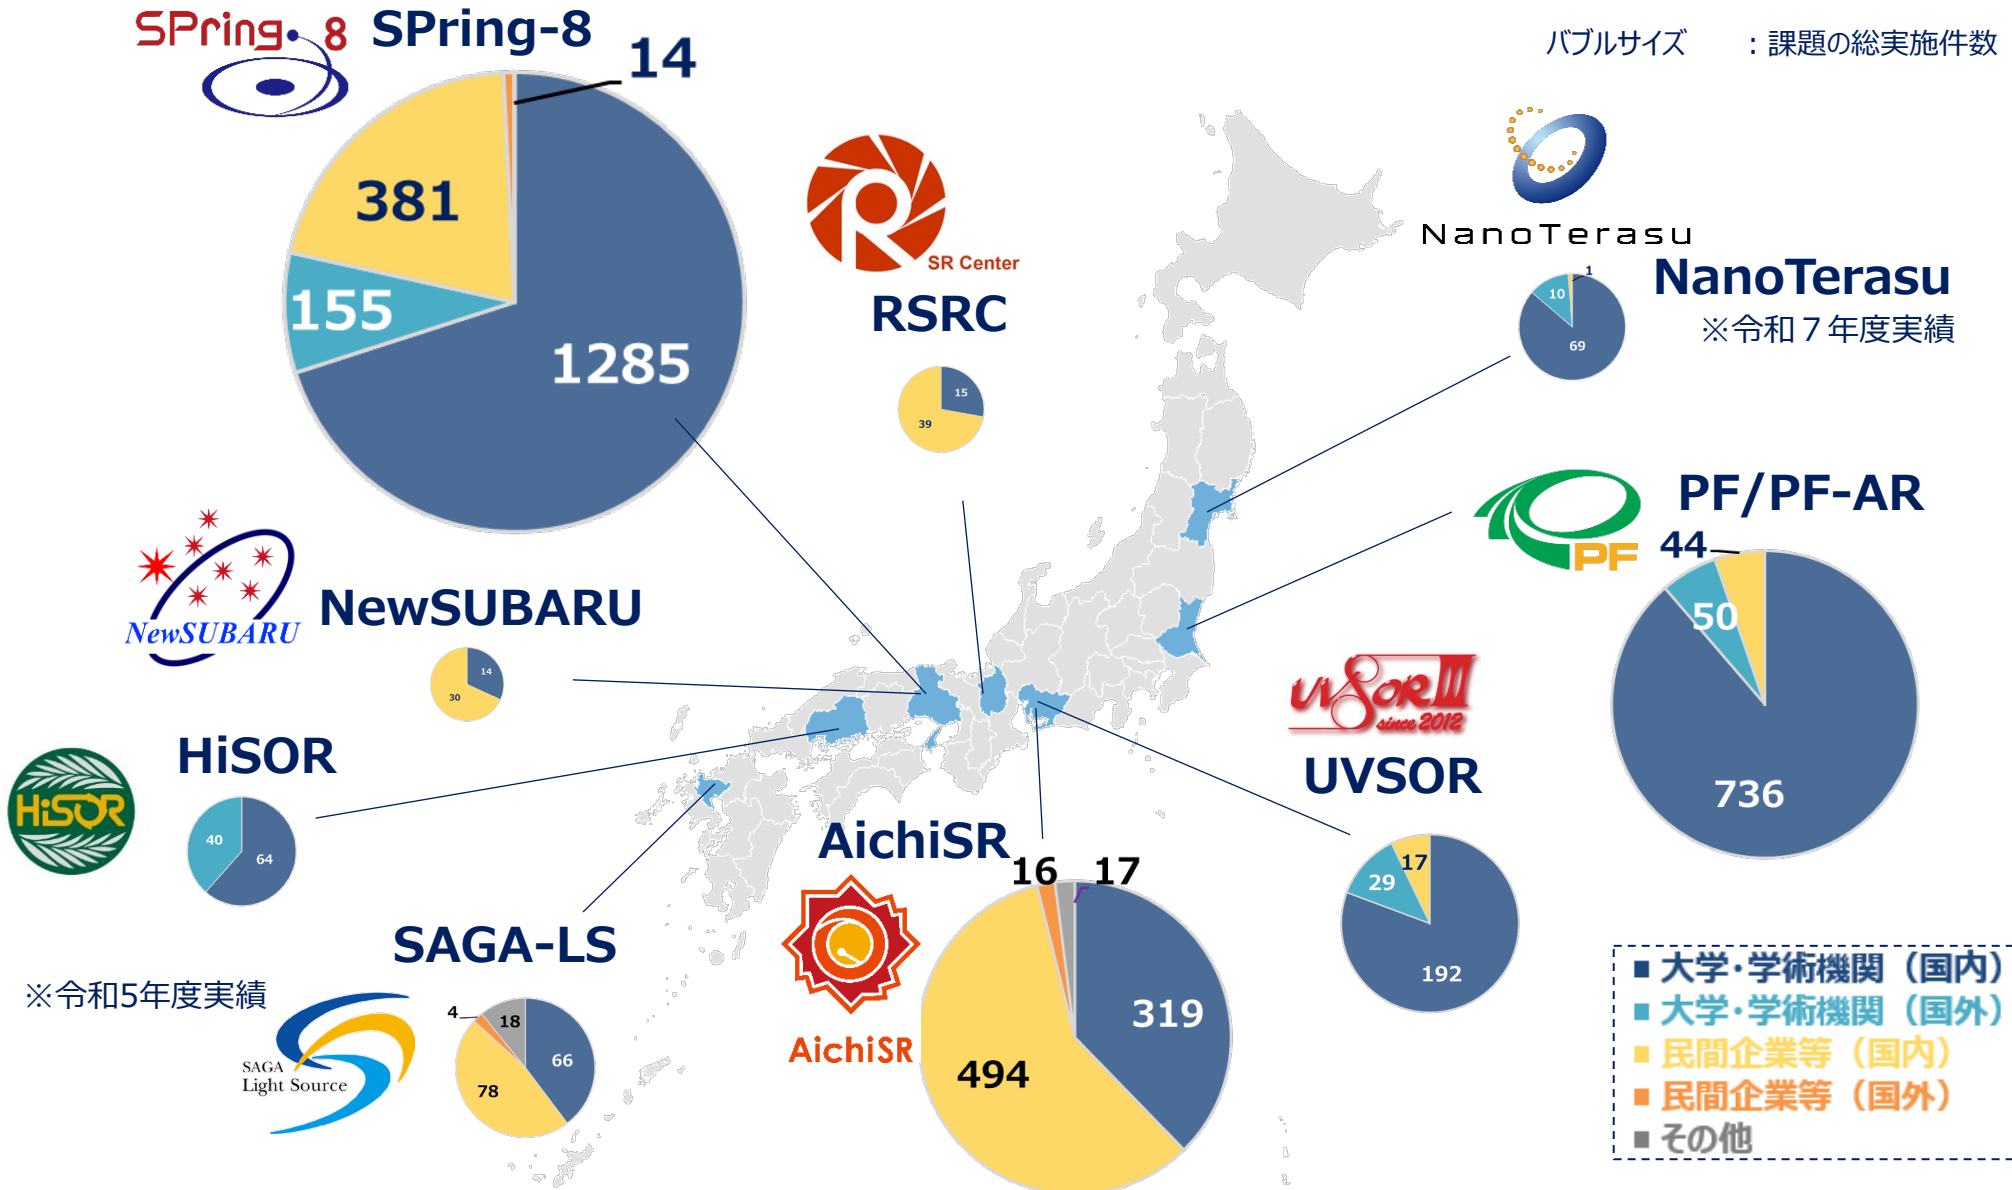 SPring-8
SPring-8
14
381
155
1285
バブルサイズ ：課題の総実施件数
SR Center
RSRC
15
39
NanoTerasu
NanoTerasu
※令和７年度実績
1
10
69
PF
PF/PF-AR
44
50
736
NewSUBARU
NewSUBARU
14
30
HiSOR
HiSOR
40
64
UVSOR III
since 2012
UVSOR
17
29
192
AichiSR
AichiSR
16
17
319
494
SAGA-LS
※令和5年度実績
SAGA
Light Source
4
18
66
78
■ 大学・学術機関（国内）
■ 大学・学術機関（国外）
■ 民間企業等（国内）
■ 民間企業等（国外）
■ その他